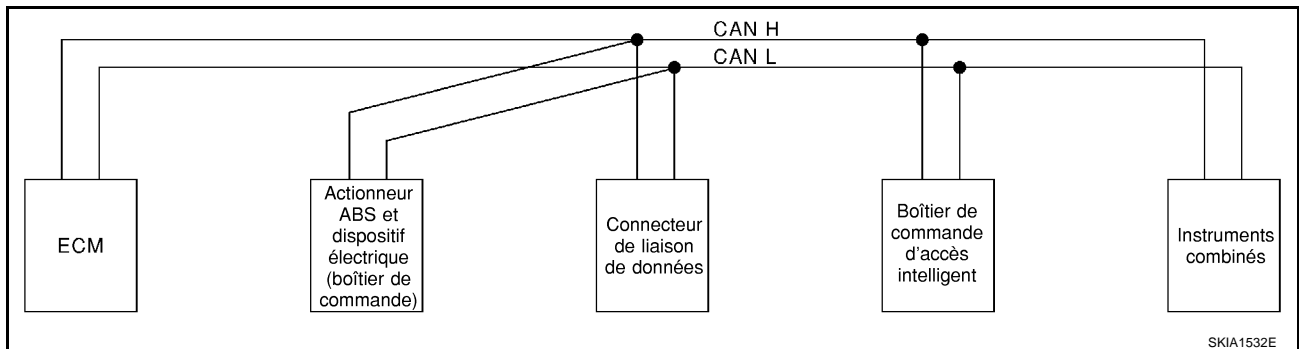 CAN H
CAN L
ECM
Actionneur
ABS et
dispositif
électrique
(boîtier de
commande)
Connecteur
de liaison
de données
Boîtier de
commande
d'accès
intelligent
Instruments
combinés
SKIA1532E